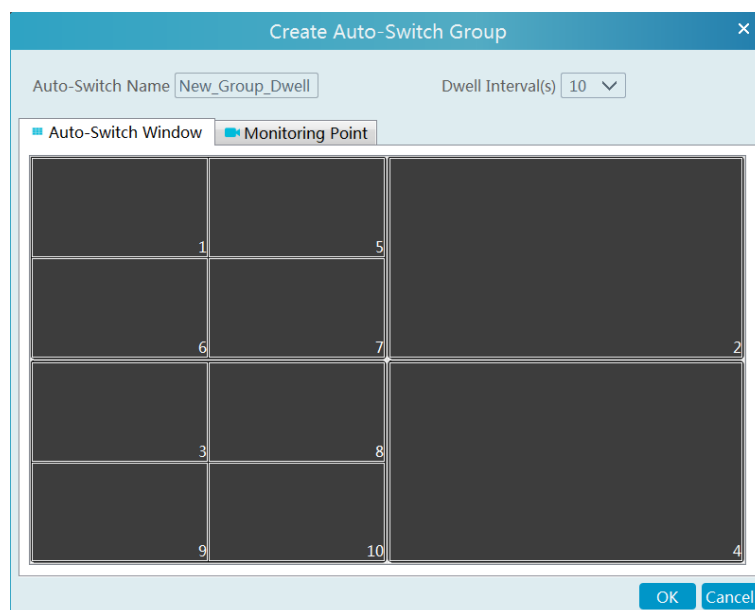 Create Auto-Switch Group
Auto-Switch Name New_Group_Dwell Dwell Interval(s) 10
Auto-Switch Window Monitoring Point
1 5
2
6 7
3 8
4
9 10
OK Cancel